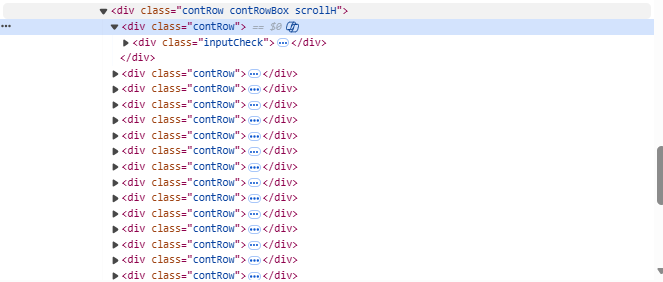 ▼<div class="contRow contRowBox scrollH">
••• ▼<div class="contRow"> == $0
▶<div class="inputCheck">•••</div>
</div>
▶<div class="contRow">•••</div>
▶<div class="contRow">•••</div>
▶<div class="contRow">•••</div>
▶<div class="contRow">•••</div>
▶<div class="contRow">•••</div>
▶<div class="contRow">•••</div>
▶<div class="contRow">•••</div>
▶<div class="contRow">•••</div>
▶<div class="contRow">•••</div>
▶<div class="contRow">•••</div>
▶<div class="contRow">•••</div>
▶<div class="contRow">•••</div>
▶<div class="contRow">•••</div>
▶<div class="contRow">•••</div>